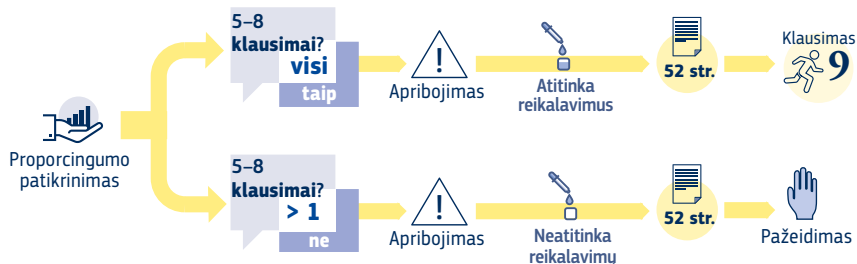 Proporcingumo
patikrinimas
5–8
klausimai?
visi
taip
!
Apribojimas
Atitinka
reikalavimus
52 str.
Klausimas
9
5–8
klausimai?
> 1
ne
!
Apribojimas
Neatitinka
reikalavimų
52 str.
Pažeidimas